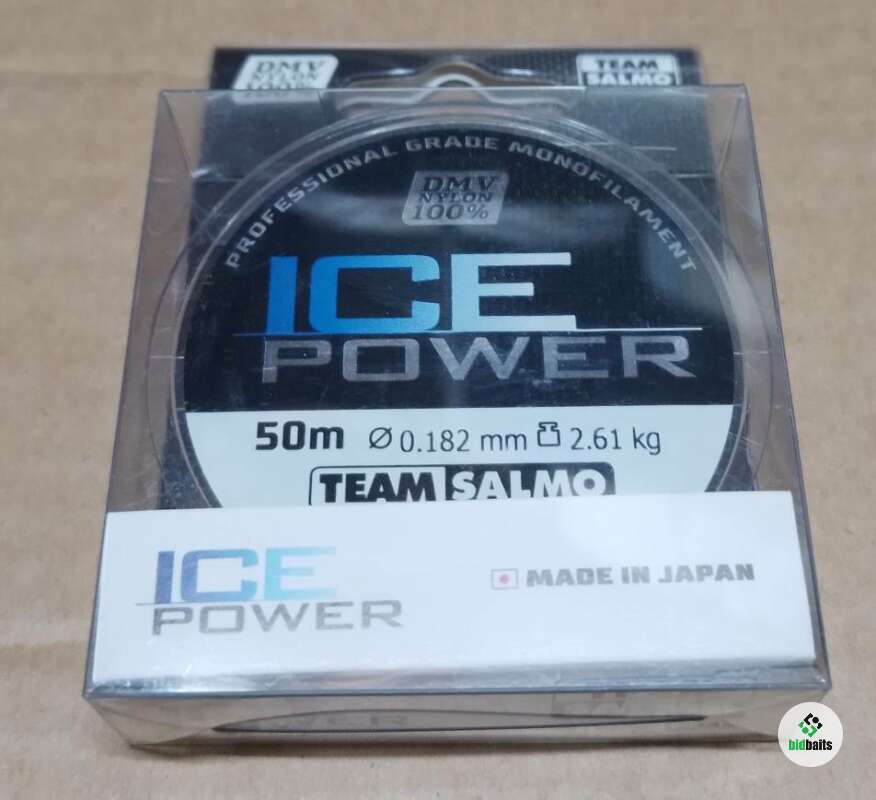 DMV
NYLON
TEAM
SALMO
PROFESSIONAL GRADE MONOFILAMENT
DMV
NYLON
100%
ICE
POWER
50m Ø 0.182 mm 2.61 kg
TEAM SALMO
ICE
POWER
MADE IN JAPAN
bidbaits